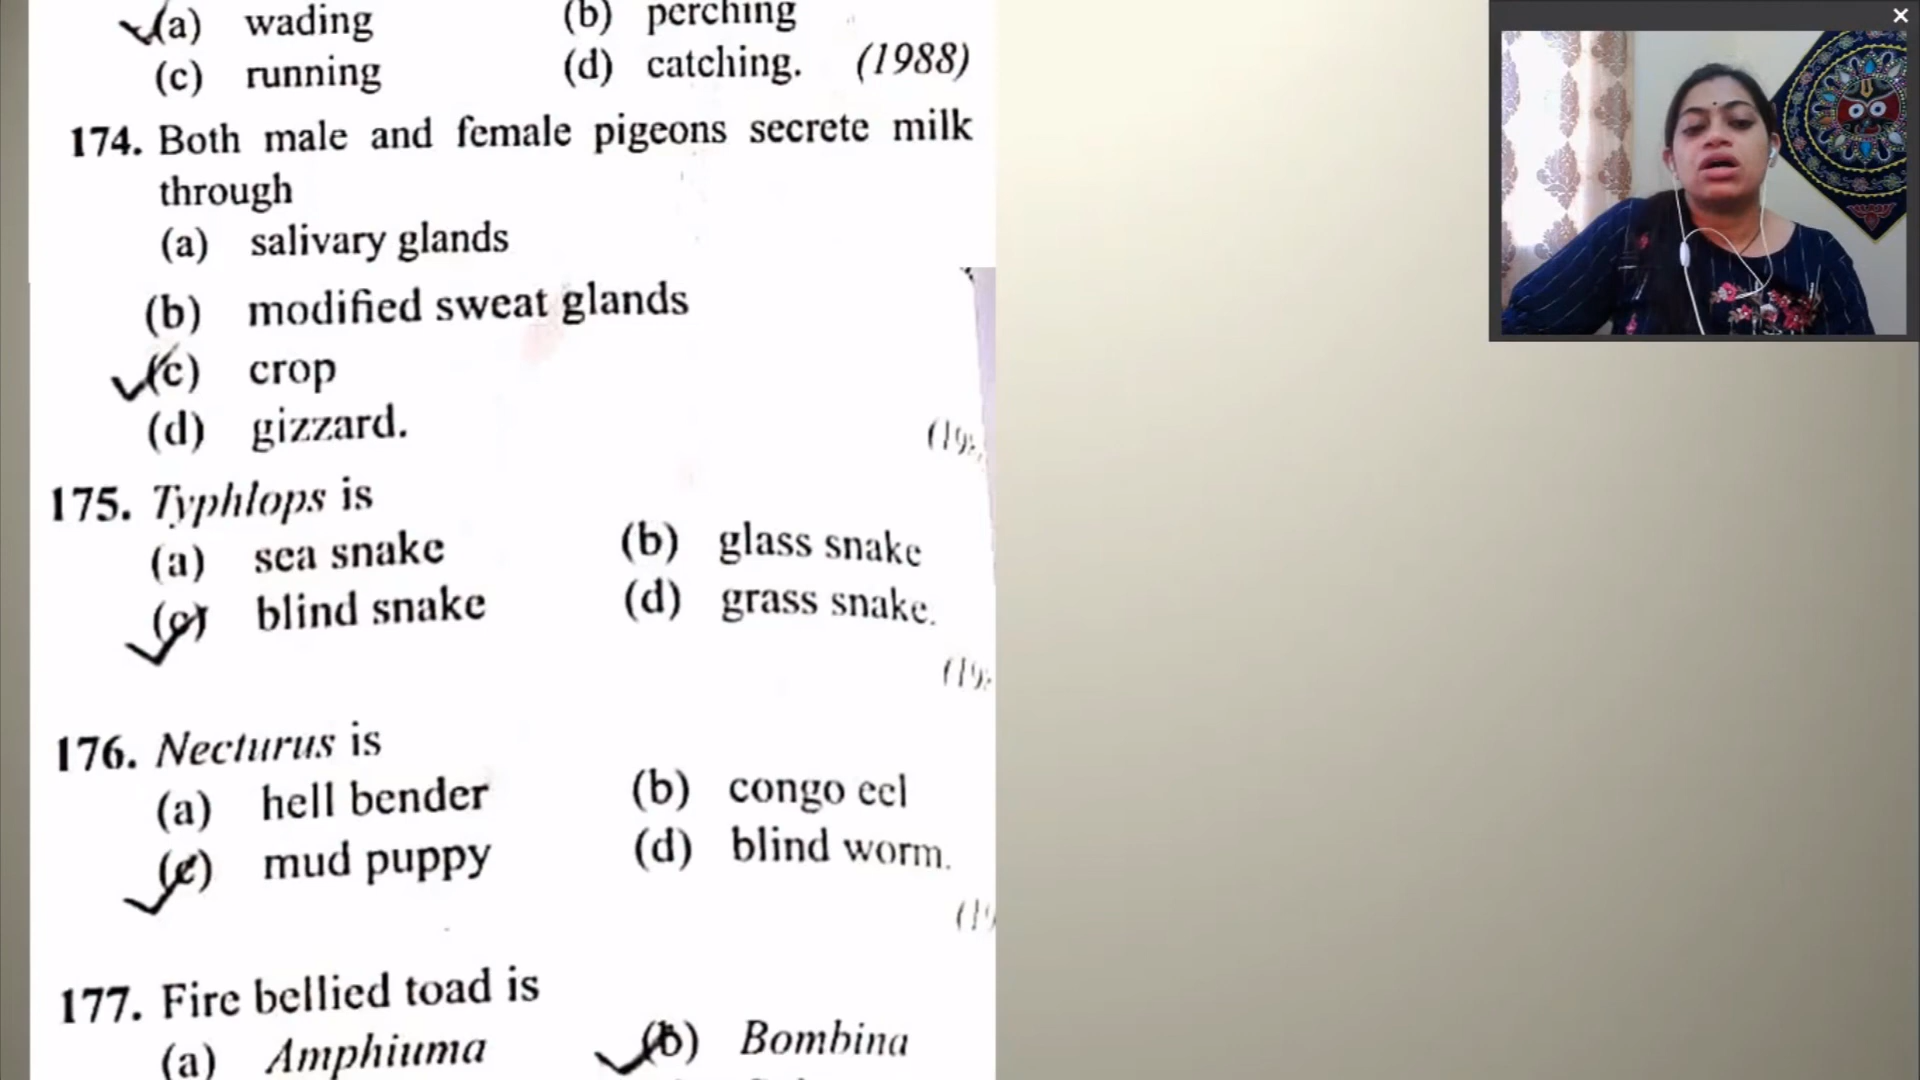 (a) wading (b) perching
(c) running (d) catching. (1988)
174. Both male and female pigeons secrete milk
through
(a) salivary glands
(b) modified sweat glands
(c) crop
(d) gizzard.
175. Typhlops is
(a) sea snake (b) glass snake
(c) blind snake (d) grass snake.
176. Necturus is
(a) hell bender (b) congo eel
(c) mud puppy (d) blind worm.
177. Fire bellied toad is
(a) Amphiuma (b) Bombina